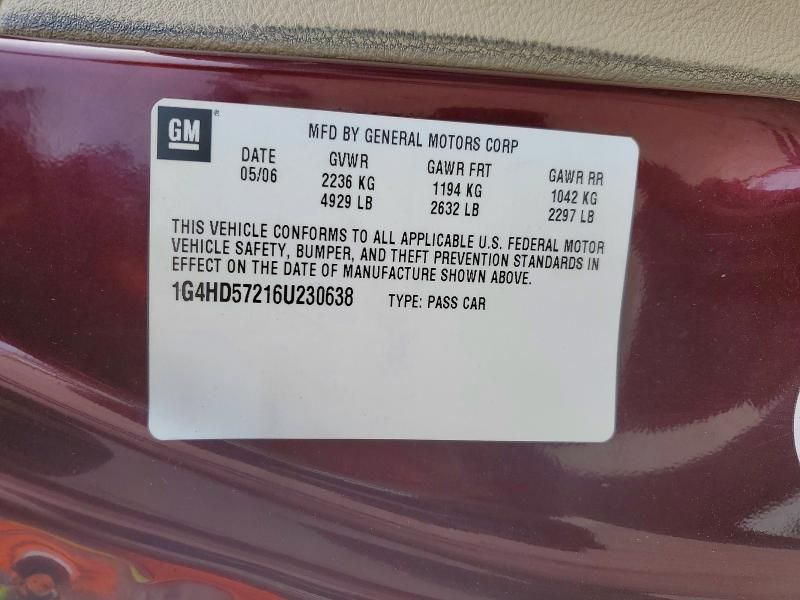 GM ®
MFD BY GENERAL MOTORS CORP
DATE GVWR GAWR FRT GAWR RR
05/06 2236 KG 1194 KG 1042 KG
4929 LB 2632 LB 2297 LB
THIS VEHICLE CONFORMS TO ALL APPLICABLE U.S. FEDERAL MOTOR
VEHICLE SAFETY, BUMPER, AND THEFT PREVENTION STANDARDS IN
EFFECT ON THE DATE OF MANUFACTURE SHOWN ABOVE.
1G4HD57216U230638 TYPE: PASS CAR